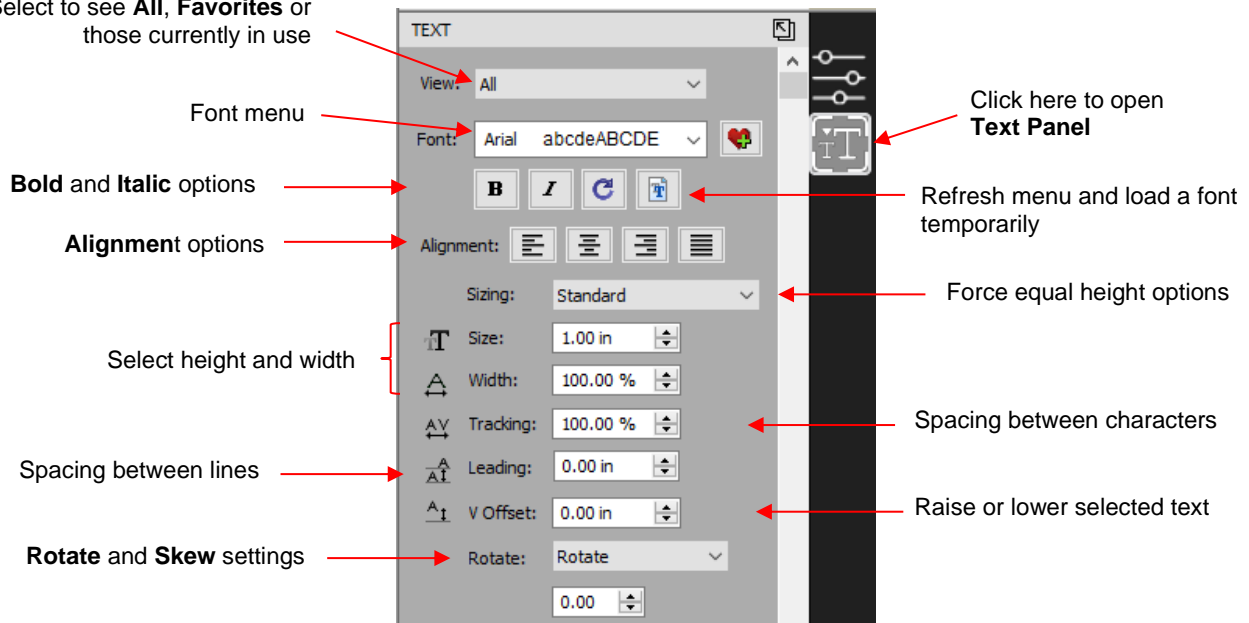 Select to see All, Favorites or
those currently in use
TEXT
View: All
Font menu
Font: Arial abcdeABCDE
Click here to open
Text Panel
Bold and Italic options
B I C T
Refresh menu and load a font
temporarily
Alignment options
Alignment:
Sizing: Standard
Force equal height options
Select height and width
TT Size: 1.00 in
A Width: 100.00 %
AV Tracking: 100.00 %
Spacing between characters
Spacing between lines
A A Leading: 0.00 in
A V Offset: 0.00 in
Raise or lower selected text
Rotate and Skew settings
Rotate: Rotate
0.00
TT